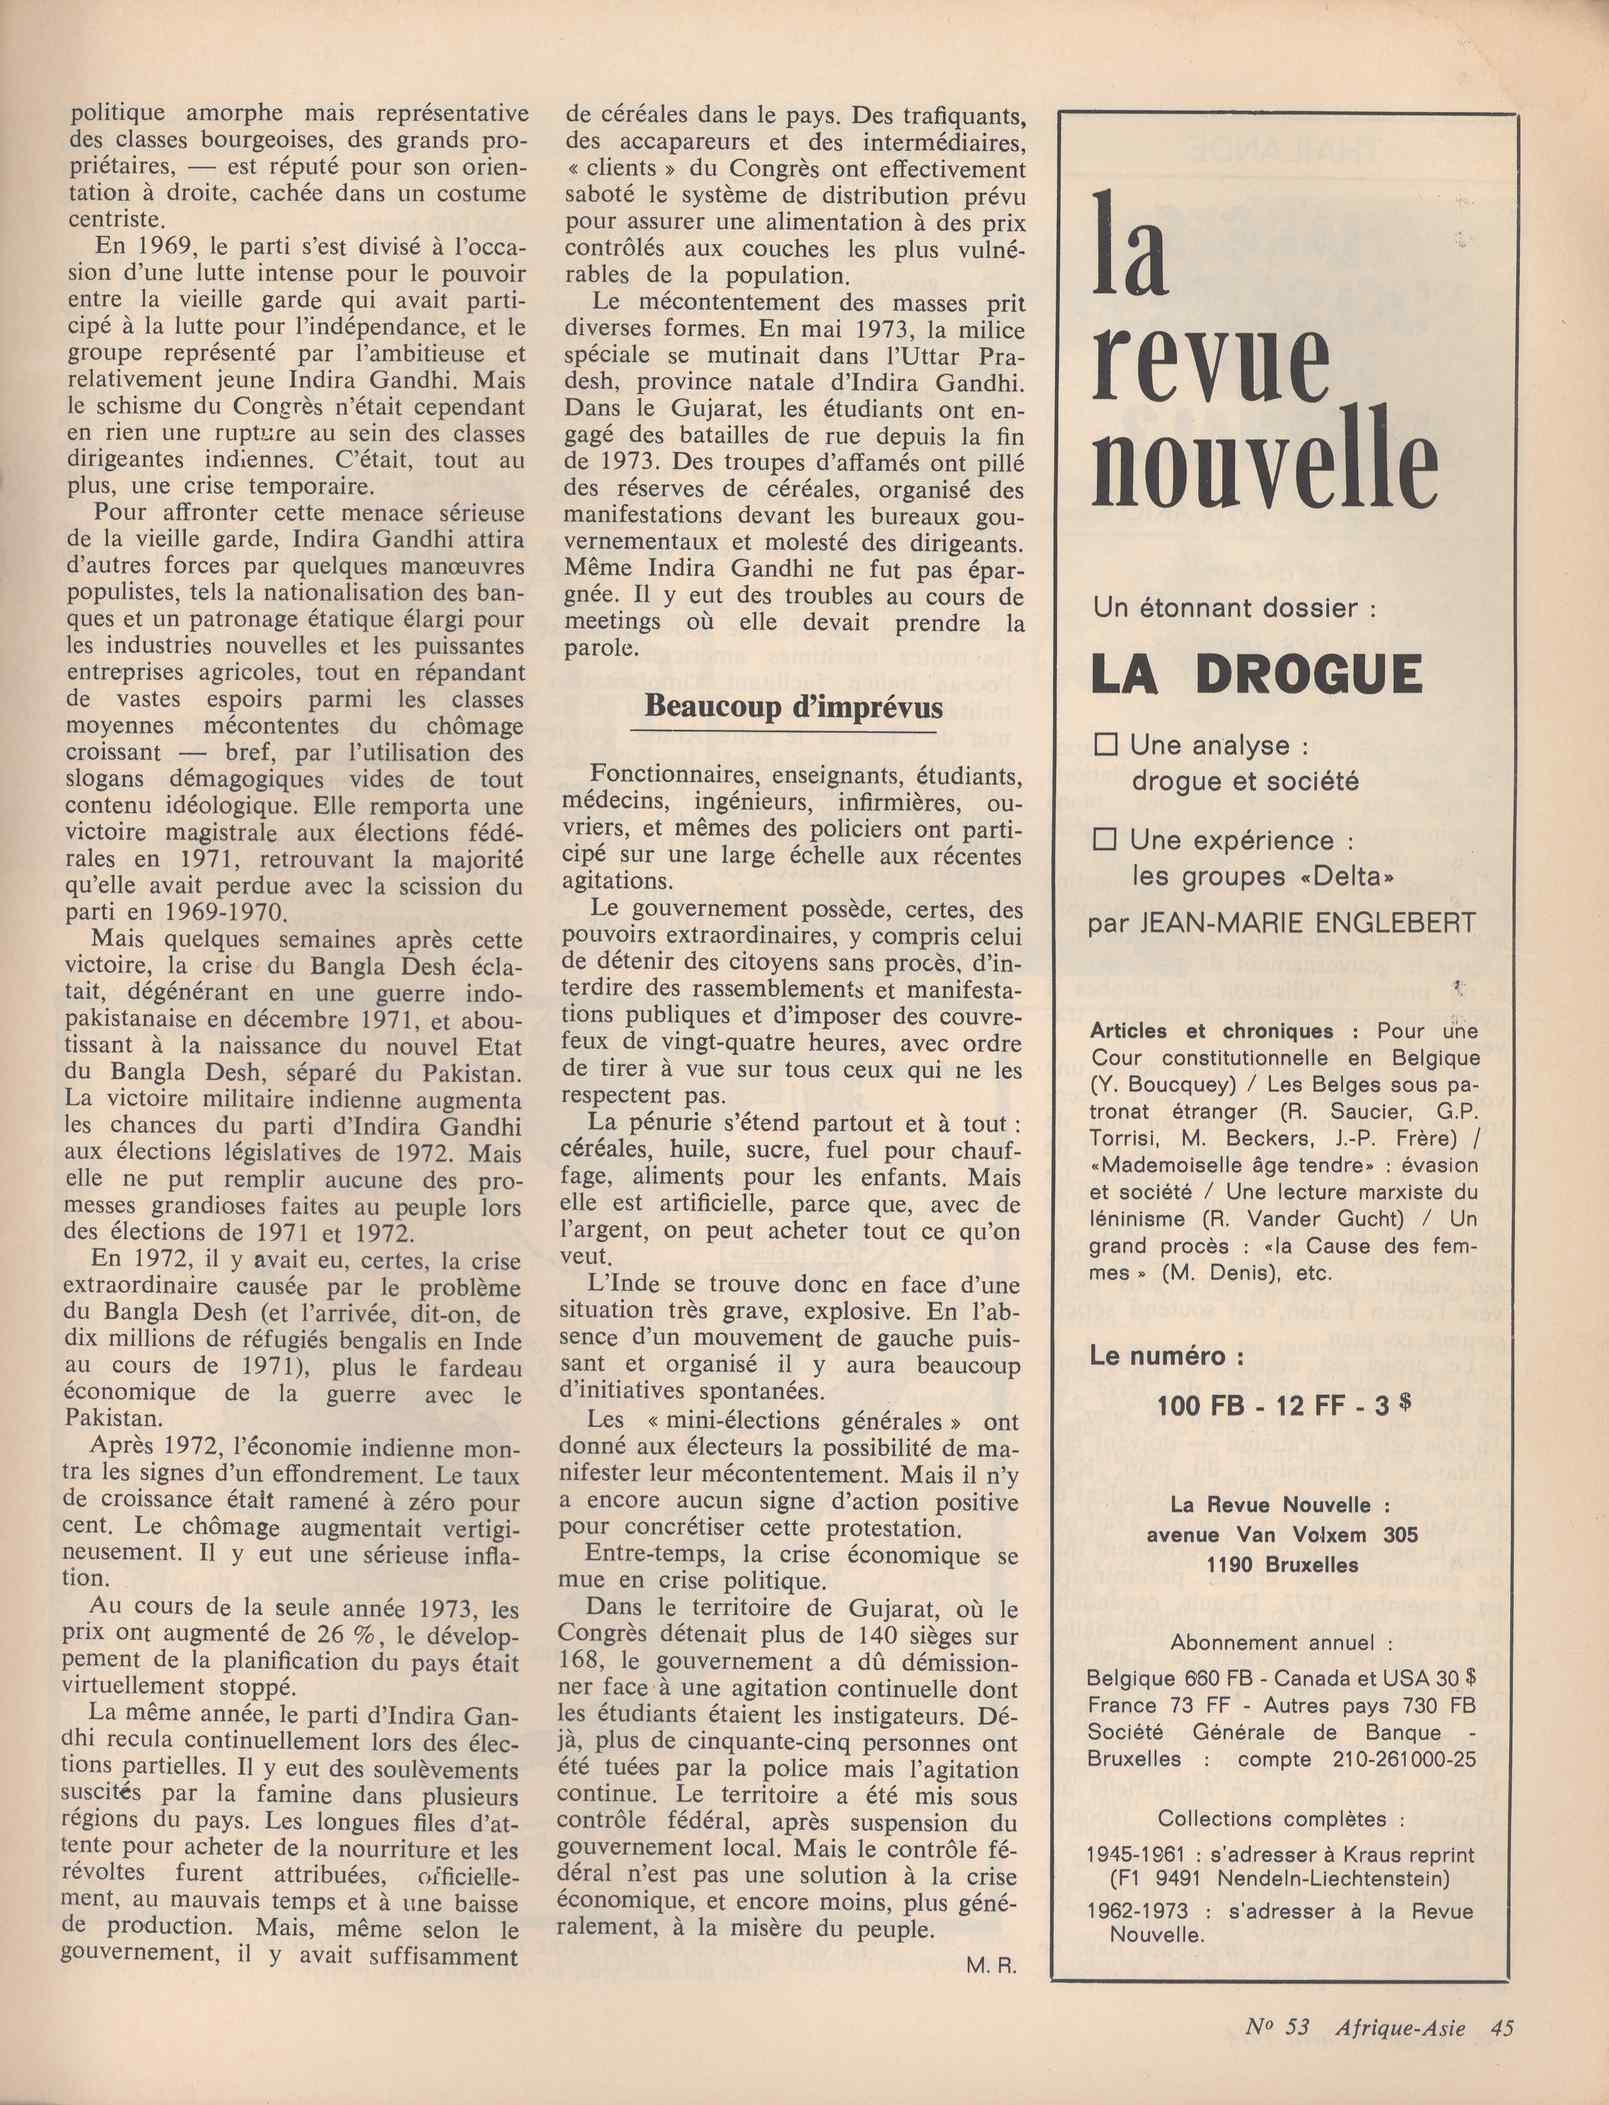 politique amorphe mais représentative
des classes bourgeoises, des grands pro-
priétaires, — est réputé pour son orien-
tation à droite, cachée dans un costume
centriste.
En 1969, le parti s'est divisé à l'occa-
sion d'une lutte intense pour le pouvoir
entre la vieille garde qui avait parti-
cipé à la lutte pour l'indépendance, et le
groupe représenté par l'ambitieuse et
relativement jeune Indira Gandhi. Mais
le schisme du Congrès n'était cependant
en rien une rupture au sein des classes
dirigeantes indiennes. C'était, tout au
plus, une crise temporaire.
Pour affronter cette menace sérieuse
de la vieille garde, Indira Gandhi attira
d'autres forces par quelques manœuvres
populistes, tels la nationalisation des ban-
ques et un patronage étatique élargi pour
les industries nouvelles et les puissantes
entreprises agricoles, tout en répandant
de vastes espoirs parmi les classes
moyennes mécontentes du chômage
croissant — bref, par l'utilisation des
slogans démagogiques vides de tout
contenu idéologique. Elle remporta une
victoire magistrale aux élections fédé-
rales en 1971, retrouvant la majorité
qu'elle avait perdue avec la scission du
parti en 1969-1970.
Mais quelques semaines après cette
victoire, la crise du Bangla Desh écla-
tait, dégénérant en une guerre indo-
pakistanaise en décembre 1971, et abou-
tissant à la naissance du nouvel Etat
du Bangla Desh, séparé du Pakistan.
La victoire militaire indienne augmenta
les chances du parti d'Indira Gandhi
aux élections législatives de 1972. Mais
elle ne put remplir aucune des pro-
messes grandioses faites au peuple lors
des élections de 1971 et 1972.
En 1972, il y avait eu, certes, la crise
extraordinaire causée par le problème
du Bangla Desh (et l'arrivée, dit-on, de
dix millions de réfugiés bengalis en Inde
au cours de 1971), plus le fardeau
économique de la guerre avec le
Pakistan.
Après 1972, l'économie indienne mon-
tra les signes d'un effondrement. Le taux
de croissance était ramené à zéro pour
cent. Le chômage augmentait vertigi-
neusement. Il y eut une sérieuse infla-
tion.
Au cours de la seule année 1973, les
prix ont augmenté de 26 %, le dévelop-
pement de la planification du pays était
virtuellement stoppé.
La même année, le parti d'Indira Gan-
dhi recula continuellement lors des élec-
tions partielles. Il y eut des soulèvements
suscités par la famine dans plusieurs
régions du pays. Les longues files d'at-
tente pour acheter de la nourriture et les
révoltes furent attribuées, officielle-
ment, au mauvais temps et à une baisse
de production. Mais, même selon le
gouvernement, il y avait suffisamment
de céréales dans le pays. Des trafiquants,
des accapareurs et des intermédiaires,
« clients » du Congrès ont effectivement
saboté le système de distribution prévu
pour assurer une alimentation à des prix
contrôlés aux couches les plus vulné-
rables de la population.
Le mécontentement des masses prit
diverses formes. En mai 1973, la milice
spéciale se mutinait dans l'Uttar Pra-
desh, province natale d'Indira Gandhi.
Dans le Gujarat, les étudiants ont en-
gagé des batailles de rue depuis la fin
de 1973. Des troupes d'affamés ont pillé
des réserves de céréales, organisé des
manifestations devant les bureaux gou-
vernementaux et molesté des dirigeants.
Même Indira Gandhi ne fut pas épar-
gnée. Il y eut des troubles au cours de
meetings où elle devait prendre la
parole.
Beaucoup d'imprévus
Fonctionnaires, enseignants, étudiants,
médecins, ingénieurs, infirmières, ou-
vriers, et mêmes des policiers ont parti-
cipé sur une large échelle aux récentes
agitations.
Le gouvernement possède, certes, des
pouvoirs extraordinaires, y compris celui
de détenir des citoyens sans procès, d'in-
terdire des rassemblements et manifesta-
tions publiques et d'imposer des couvre-
feux de vingt-quatre heures, avec ordre
de tirer à vue sur tous ceux qui ne les
respectent pas.
La pénurie s'étend partout et à tout :
céréales, huile, sucre, fuel pour chauf-
fage, aliments pour les enfants. Mais
elle est artificielle, parce que, avec de
l'argent, on peut acheter tout ce qu'on
veut.
L'Inde se trouve donc en face d'une
situation très grave, explosive. En l'ab-
sence d'un mouvement de gauche puis-
sant et organisé il y aura beaucoup
d'initiatives spontanées.
Les « mini-élections générales » ont
donné aux électeurs la possibilité de ma-
nifester leur mécontentement. Mais il n'y
a encore aucun signe d'action positive
pour concrétiser cette protestation.
Entre-temps, la crise économique se
mue en crise politique.
Dans le territoire de Gujarat, où le
Congrès détenait plus de 140 sièges sur
168, le gouvernement a dû démission-
ner face à une agitation continuelle dont
les étudiants étaient les instigateurs. Dé-
jà, plus de cinquante-cinq personnes ont
été tuées par la police mais l'agitation
continue. Le territoire a été mis sous
contrôle fédéral, après suspension du
gouvernement local. Mais le contrôle fé-
déral n'est pas une solution à la crise
économique, et encore moins, plus géné-
ralement, à la misère du peuple.
M. R.
la
revue
nouvelle
Un étonnant dossier :
LA DROGUE
Une analyse :
drogue et société
Une expérience :
les groupes «Delta»
par JEAN-MARIE ENGLEBERT
Articles et chroniques : Pour une
Cour constitutionnelle en Belgique
(Y. Boucquey) / Les Belges sous pa-
tronat étranger (R. Saucier, G.P.
Torrisi, M. Beckers, J.-P. Frère) /
«Mademoiselle âge tendre» : évasion
et société / Une lecture marxiste du
léninisme (R. Vander Gucht) / Un
grand procès : «la Cause des fem-
mes » (M. Denis), etc.
Le numéro :
100 FB - 12 FF - 3 $
La Revue Nouvelle :
avenue Van Volxem 305
1190 Bruxelles
Abonnement annuel :
Belgique 660 FB - Canada et USA 30 $
France 73 FF - Autres pays 730 FB
Société Générale de Banque -
Bruxelles : compte 210-261000-25
Collections complètes :
1945-1961 : s'adresser à Kraus reprint
(F1 9491 Nendeln-Liechtenstein)
1962-1973 : s'adresser à la Revue
Nouvelle.
Nº 53 Afrique-Asie 45